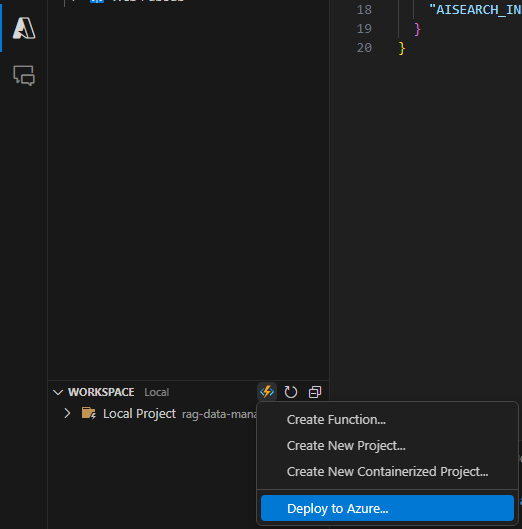 18 "AISEARCH_IN
19 }
20 }
WORKSPACE Local
Local Project rag-data-mana
Create Function...
Create New Project...
Create New Containerized Project...
Deploy to Azure...